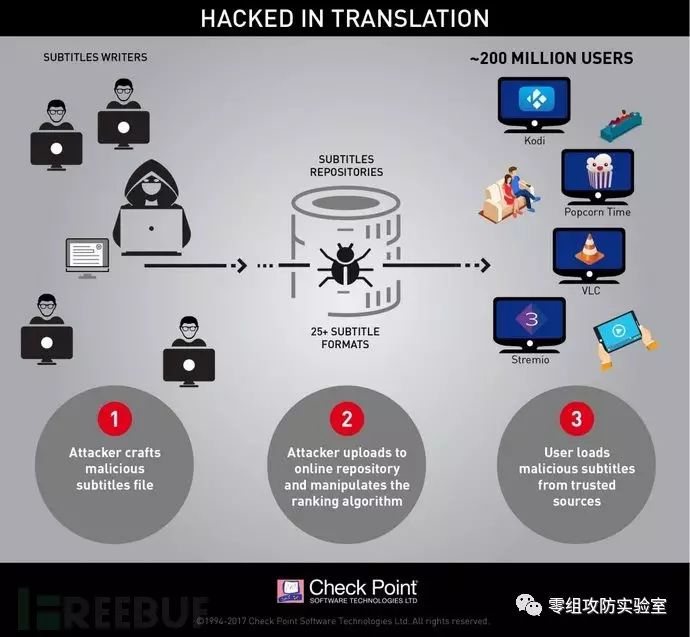 HACKED IN TRANSLATION
SUBTITLES WRITERS
~200 MILLION USERS
Kodi
SUBTITLES
REPOSITORIES
Popcorn Time
VLC
25+ SUBTITLE
FORMATS
3
Stremio
1
Attacker crafts
malicious
subtitles file
2
Attacker uploads to
online repository
and manipulates the
ranking algorithm
3
User loads
malicious subtitles
from trusted
sources
Check Point
SOFTWARE TECHNOLOGIES LTD
REEBUF
零组攻防实验室
©1994-2017 Check Point Software Technologies Ltd. All rights reserved.